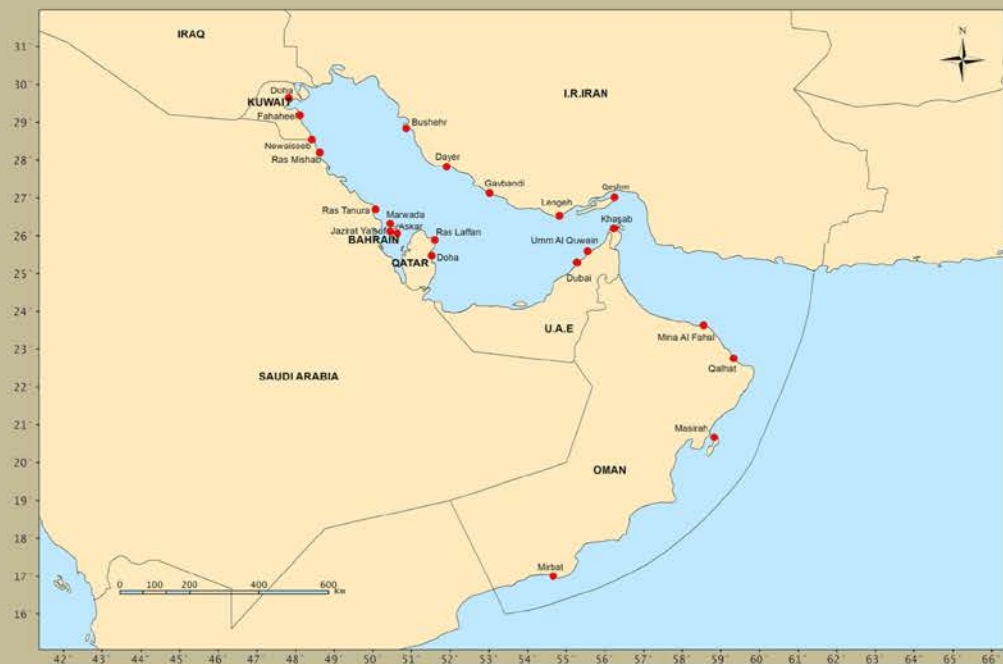 N
IRAQ
31°
I.R.IRAN
30°
Doha
KUWAIT
Fahaheel
29°
Bushehr
Newaisseb
Ras Mishab
28°
Dayer
Gavbandi
27°
Lengeh
Qeshm
Ras Tanura
Marwada
Khasab
Jazirat Ya'suf
'Askar
26°
BAHRAIN
Ras Laffan
Umm Al Quwain
QATAR
Doha
25°
Dubai
24°
U.A.E
Mina Al Fahal
23°
Qalhat
SAUDI ARABIA
22°
21°
Masirah
20°
OMAN
19°
18°
17°
Mirbat
0 100 200 400 600
Km
16°
42° 43° 44° 45° 46° 47° 48° 49° 50° 51° 52° 53° 54° 55° 56° 57° 58° 59° 60° 61° 62° 63° 64° 65° 66°